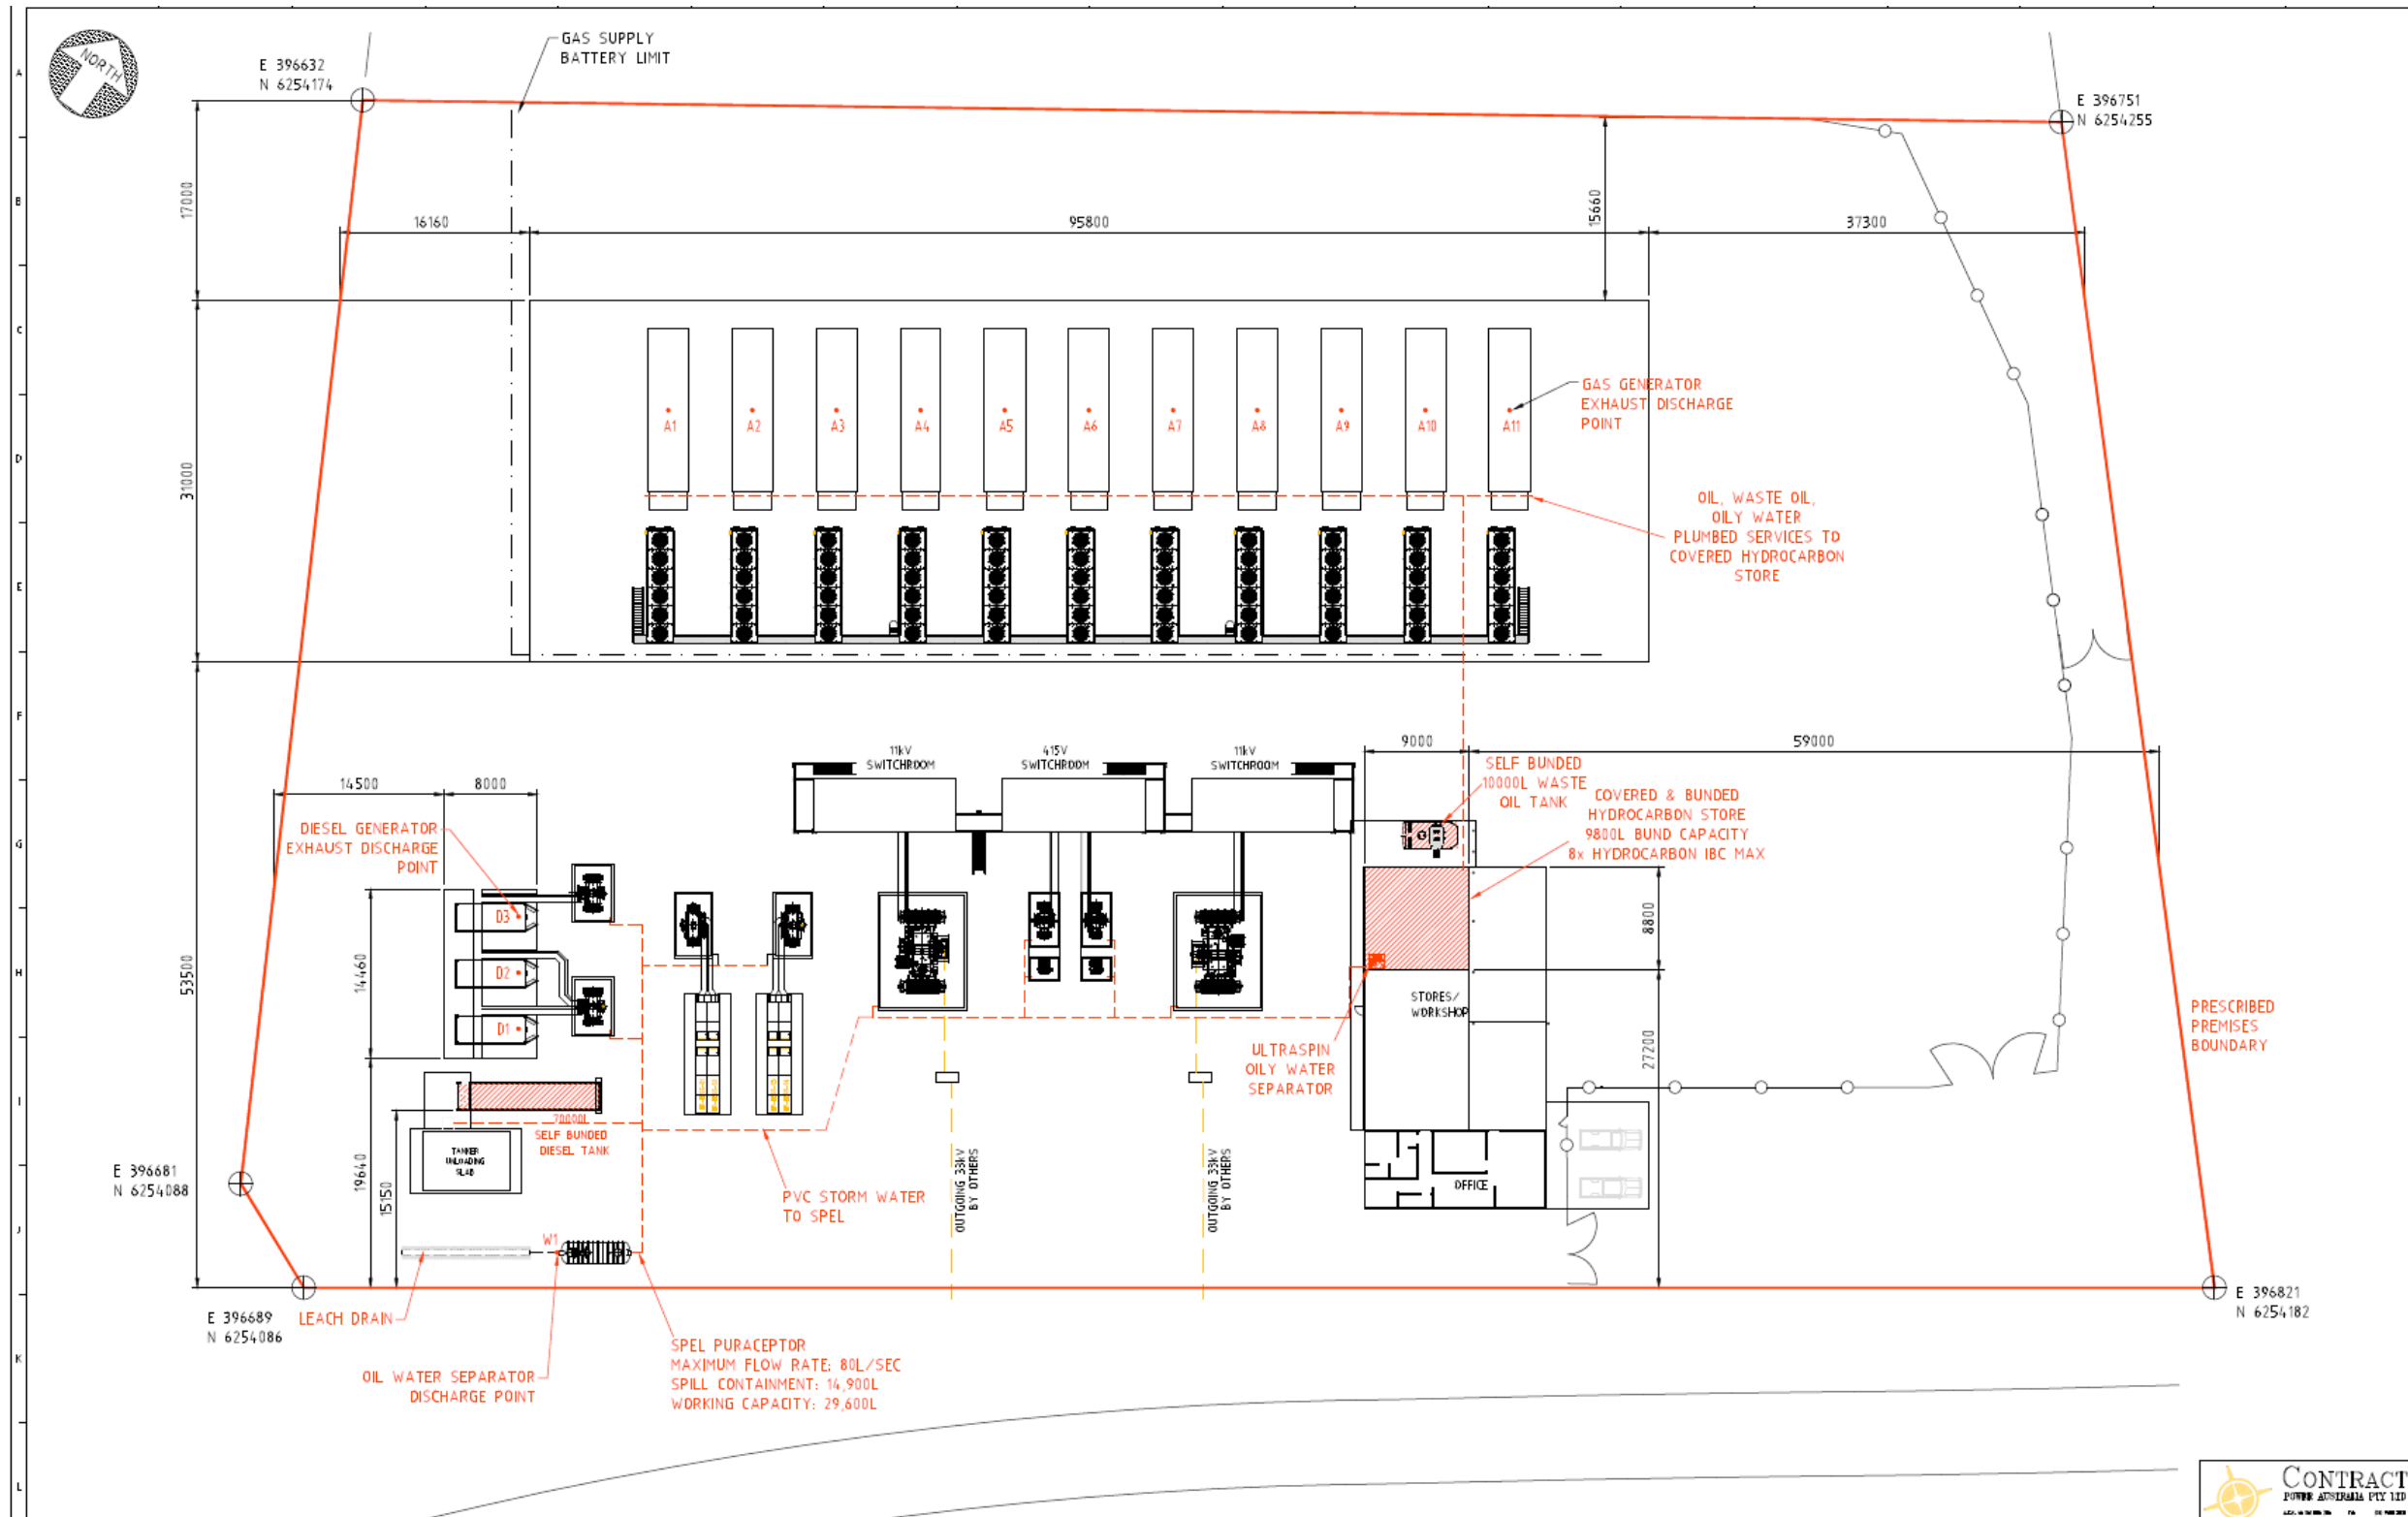 NORTH
E 396632
N 6254174
GAS SUPPLY
BATTERY LIMIT
E 396751
N 6254255
A
B
C
D
E
F
G
H
I
J
K
L
17000
16160
95800
15660
37300
31000
A1
A2
A3
A4
A5
A6
A7
A8
A9
A10
A11
GAS GENERATOR
EXHAUST DISCHARGE
POINT
OIL, WASTE OIL,
OILY WATER
PLUMBED SERVICES TO
COVERED HYDROCARBON
STORE
11kV
SWITCHROOM
415V
SWITCHROOM
11kV
SWITCHROOM
9000
59000
SELF BUNDED
10000L WASTE
OIL TANK
COVERED & BUNDED
HYDROCARBON STORE
9800L BUND CAPACITY
8x HYDROCARBON IBC MAX
14500
8000
DIESEL GENERATOR
EXHAUST DISCHARGE
POINT
D3
D2
D1
14460
53500
8800
STORES/
WORKSHOP
27200
PRESCRIBED
PREMISES
BOUNDARY
ULTRASPIN
OILY WATER
SEPARATOR
70000L
SELF BUNDED
DIESEL TANK
TANKER
UNLOADING
SLAB
19640
15150
E 396681
N 6254088
PVC STORM WATER
TO SPEL
OUTGOING 33kV
BY OTHERS
OUTGOING 33kV
BY OTHERS
OFFICE
W1
E 396689
N 6254086
LEACH DRAIN
E 396821
N 6254182
OIL WATER SEPARATOR
DISCHARGE POINT
SPEL PURACEPTOR
MAXIMUM FLOW RATE: 80L/SEC
SPILL CONTAINMENT: 14,900L
WORKING CAPACITY: 29,600L
CONTRACT
POWER AUSTRALIA PTY LTD